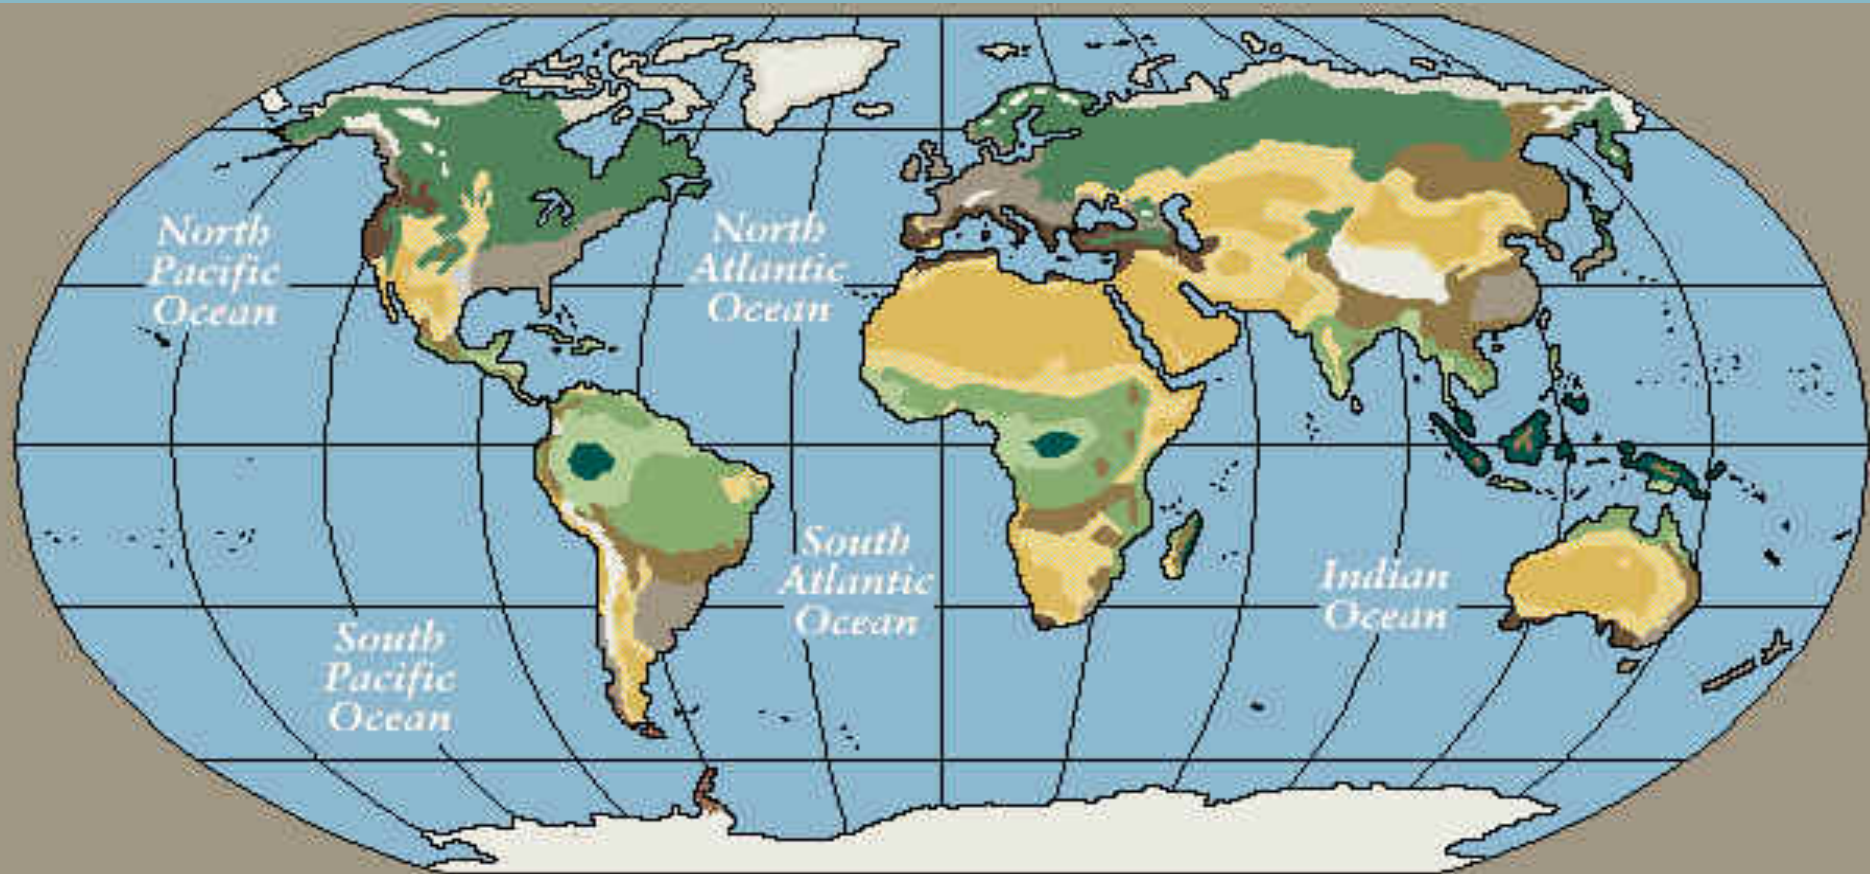 North
Pacific
Ocean
North
Atlantic
Ocean
South
Atlantic
Ocean
Indian
Ocean
South
Pacific
Ocean